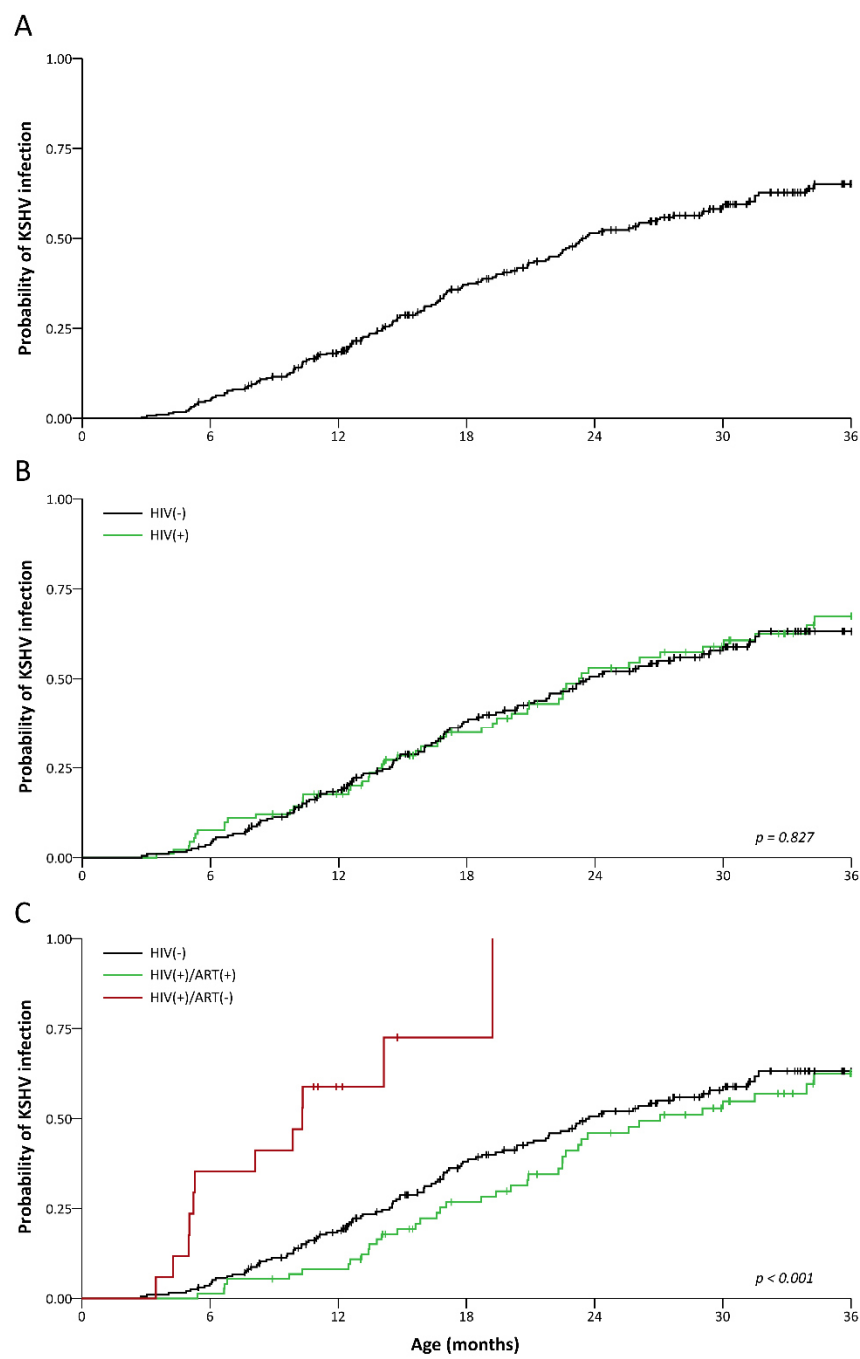 A
1.00
0.75
0.50
0.25
0.00
Probability of KSHV infection
0 6 12 18 24 30 36
B
HIV(-)
HIV(+)
1.00
0.75
0.50
0.25
0.00
Probability of KSHV infection
p = 0.827
0 6 12 18 24 30 36
C
HIV(-)
HIV(+)/ART(+)
HIV(+)/ART(-)
1.00
0.75
0.50
0.25
0.00
Probability of KSHV infection
p < 0.001
0 6 12 18 24 30 36
Age (months)